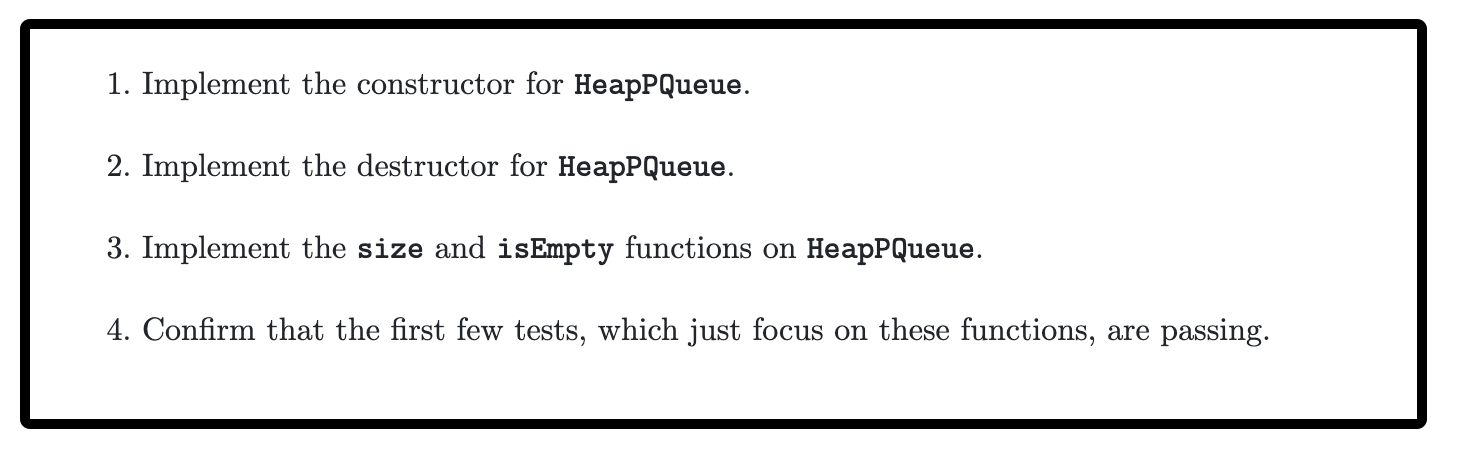 1. Implement the constructor for HeapPQueue.
2. Implement the destructor for HeapPQueue.
3. Implement the size and isEmpty functions on HeapPQueue.
4. Confirm that the first few tests, which just focus on these functions, are passing.